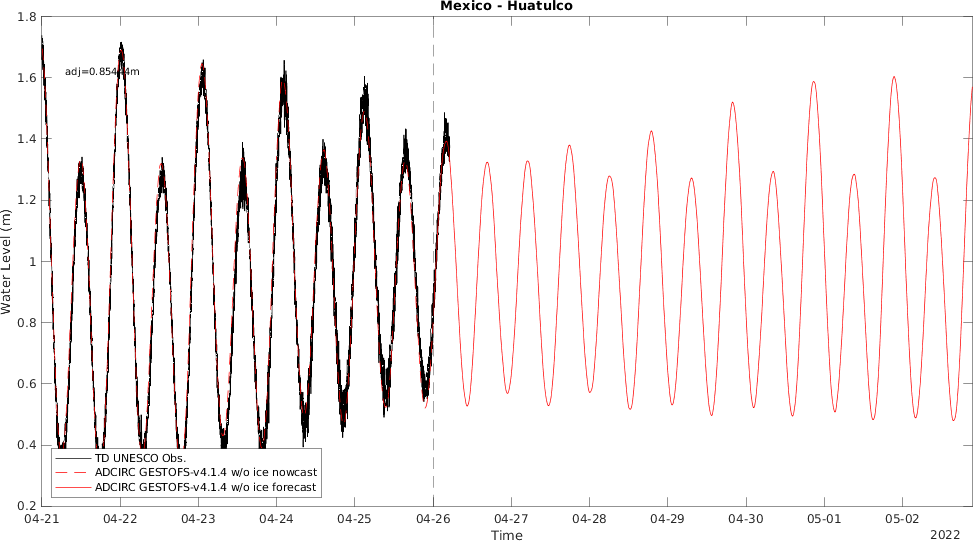 Mexico - Huatulco
1.8
1.6
1.4
1.2
1
0.8
0.6
0.4
0.2
Water Level (m)
TD UNESCO Obs.
ADCIRC GESTOFS-v4.1.4 w/o ice nowcast
ADCIRC GESTOFS-v4.1.4 w/o ice forecast
04-21 04-22 04-23 04-24 04-25 04-26 04-27 04-28 04-29 04-30 05-01 05-02
Time
2022